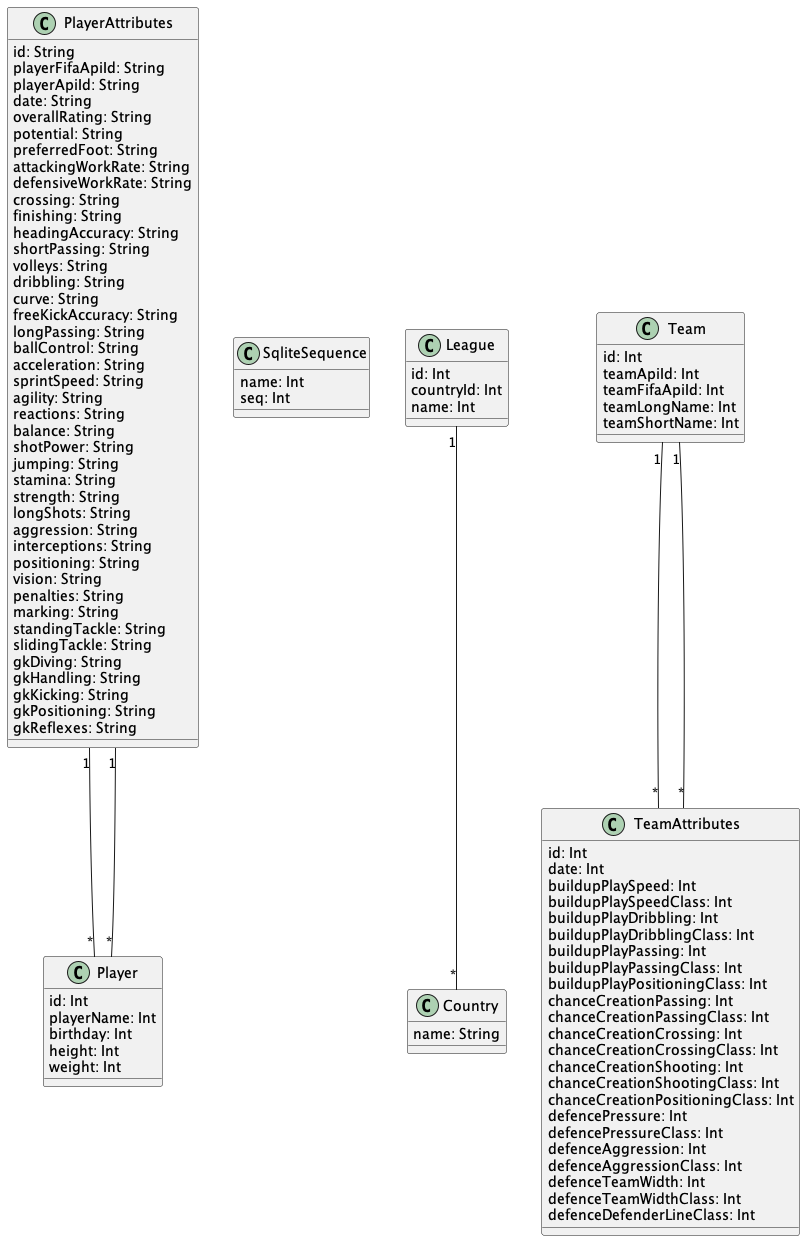 C PlayerAttributes
id: String
playerFifaApiId: String
playerApiId: String
date: String
overallRating: String
potential: String
preferredFoot: String
attackingWorkRate: String
defensiveWorkRate: String
crossing: String
finishing: String
headingAccuracy: String
shortPassing: String
volleys: String
dribbling: String
curve: String
freeKickAccuracy: String
longPassing: String
ballControl: String
acceleration: String
sprintSpeed: String
agility: String
reactions: String
balance: String
shotPower: String
jumping: String
stamina: String
strength: String
longShots: String
aggression: String
interceptions: String
positioning: String
vision: String
penalties: String
marking: String
standingTackle: String
slidingTackle: String
gkDiving: String
gkHandling: String
gkKicking: String
gkPositioning: String
gkReflexes: String
1 1
* *
C Player
id: Int
playerName: Int
birthday: Int
height: Int
weight: Int
C SqliteSequence
name: Int
seq: Int
C League
id: Int
countryId: Int
name: Int
1
*
C Country
name: String
C Team
id: Int
teamApiId: Int
teamFifaApiId: Int
teamLongName: Int
teamShortName: Int
1 1
* *
C TeamAttributes
id: Int
date: Int
buildupPlaySpeed: Int
buildupPlaySpeedClass: Int
buildupPlayDribbling: Int
buildupPlayDribblingClass: Int
buildupPlayPassing: Int
buildupPlayPassingClass: Int
buildupPlayPositioningClass: Int
chanceCreationPassing: Int
chanceCreationPassingClass: Int
chanceCreationCrossing: Int
chanceCreationCrossingClass: Int
chanceCreationShooting: Int
chanceCreationShootingClass: Int
chanceCreationPositioningClass: Int
defencePressure: Int
defencePressureClass: Int
defenceAggression: Int
defenceAggressionClass: Int
defenceTeamWidth: Int
defenceTeamWidthClass: Int
defenceDefenderLineClass: Int